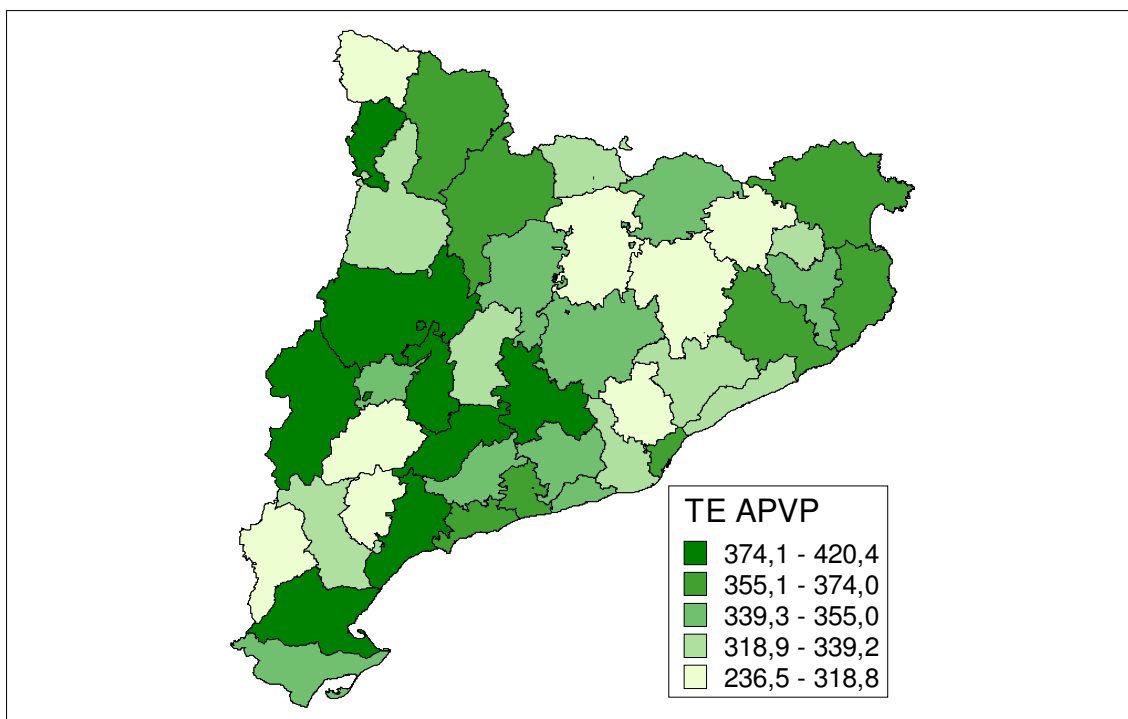 TE APVP
374,1 - 420,4
355,1 - 374,0
339,3 - 355,0
318,9 - 339,2
236,5 - 318,8